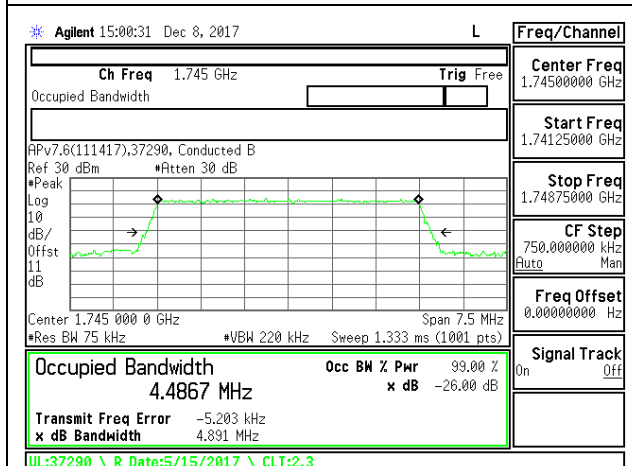 Agilent 15:00:31 Dec 8, 2017 L
Freq/Channel
Ch Freq 1.745 GHz Trig Free
Occupied Bandwidth
Center Freq
1.74500000 GHz
Start Freq
1.74125000 GHz
Stop Freq
1.74875000 GHz
CF Step
750.000000 kHz
Auto Man
Freq Offset
0.00000000 Hz
Signal Track
On Off
APv7.6(111417),37290, Conducted B
Ref 30 dBm #Atten 30 dB
#Peak
Log
10
dB/
Offst
11
dB
Center 1.745 000 0 GHz Span 7.5 MHz
#Res BW 75 kHz #VBW 220 kHz Sweep 1.333 ms (1001 pts)
Occupied Bandwidth Occ BW % Pwr 99.00 %
4.4867 MHz x dB -26.00 dB
Transmit Freq Error -5.203 kHz
x dB Bandwidth 4.891 MHz
UL:37290 \ R Date:5/15/2017 \ CLT:2.3